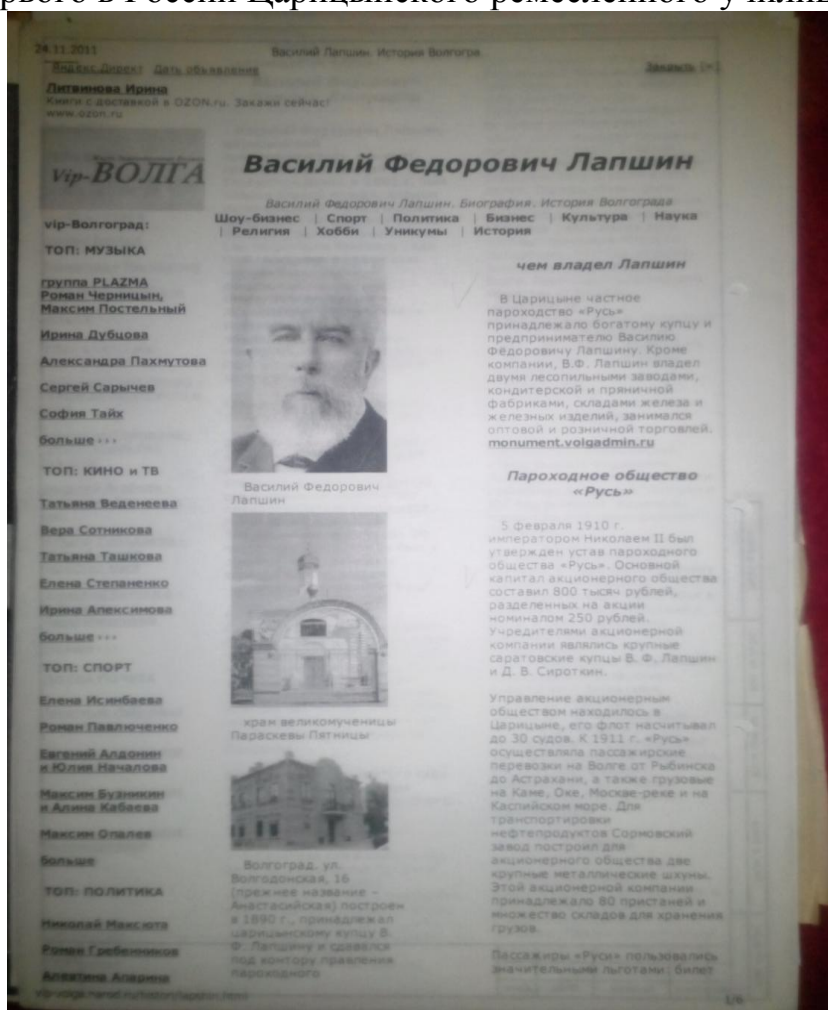 рвого в России Царицынского ремесленного училищ
24.11.2011
Василий Лапшин. История Волгогра
Яндекс.Директ Дать объявление
Закрыть [×]
Литвинова Ирина
Книги с доставкой в OZON.ru. Закажи сейчас!
www.ozon.ru
Vip-ВОЛГА
Василий Федорович Лапшин
Василий Федорович Лапшин. Биография. История Волгограда
Шоу-бизнес | Спорт | Политика | Бизнес | Культура | Наука
| Религия | Хобби | Уникумы | История
vip-Волгоград:
ТОП: МУЗЫКА
группа PLAZMA
Роман Черницын,
Максим Постельный
Ирина Дубцова
Александра Пахмутова
Сергей Сарычев
София Тайх
больше
ТОП: КИНО и ТВ
Татьяна Веденеева
Вера Сотникова
Татьяна Ташкова
Елена Степаненко
Ирина Апексимова
больше
ТОП: СПОРТ
Елена Исинбаева
Роман Павлюченко
Евгений Алдонин
и Юлия Началова
Максим Бузникин
и Алина Кабаева
Максим Опалев
больше
ТОП: ПОЛИТИКА
Николай Максюта
Роман Гребенников
Алевтина Апарина
Василий Федорович
Лапшин
храм великомученицы
Параскевы Пятницы
Волгоград, ул.
Волгодонская, 16
(прежнее название –
Анастасийская) построен
в 1890 г., принадлежал
царицынскому купцу В.
Ф. Лапшину и сдавался
под контору правления
пароходного
чем владел Лапшин
В Царицыне частное
пароходство «Русь»
принадлежало богатому купцу и
предпринимателю Василию
Федоровичу Лапшину. Кроме
компании, В.Ф. Лапшин владел
двумя лесопильными заводами,
кондитерской и пряничной
фабриками, складами железа и
железных изделий, занимался
оптовой и розничной торговлей.
monument.volgadmin.ru
Пароходное общество
«Русь»
5 февраля 1910 г.
императором Николаем II был
утвержден устав пароходного
общества «Русь». Основной
капитал акционерного общества
составил 800 тысяч рублей,
разделенных на акции
номиналом 250 рублей.
Учредителями акционерной
компании являлись крупные
саратовские купцы В. Ф. Лапшин
и Д. В. Сироткин.
Управление акционерным
обществом находилось в
Царицыне, его флот насчитывал
до 30 судов. К 1911 г. «Русь»
осуществляла пассажирские
перевозки на Волге от Рыбинска
до Астрахани, а также грузовые
на Каме, Оке, Москве-реке и на
Каспийском море. Для
транспортировки
нефтепродуктов Сормовский
завод построил для
акционерного общества две
крупные металлические шхуны.
Этой акционерной компании
принадлежало 80 пристаней и
множество складов для хранения
грузов.
Пассажиры «Руси» пользовались
значительными льготами: билет
vip-volga.narod.ru/history/lapshin.html
1/6